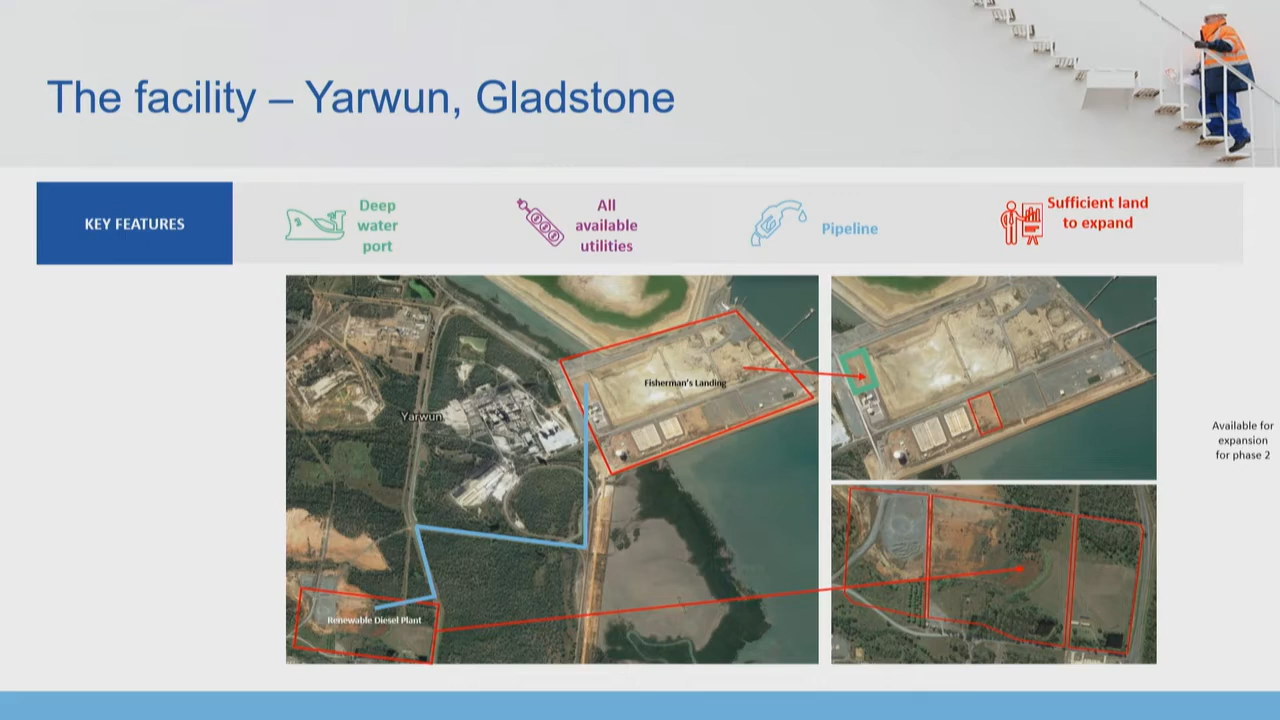 The facility – Yarwun, Gladstone
KEY FEATURES
Deep
water
port
All
available
utilities
Pipeline
Sufficient land
to expand
Fisherman's Landing
Yarwun
Renewable Diesel Plant
Available for
expansion
for phase 2